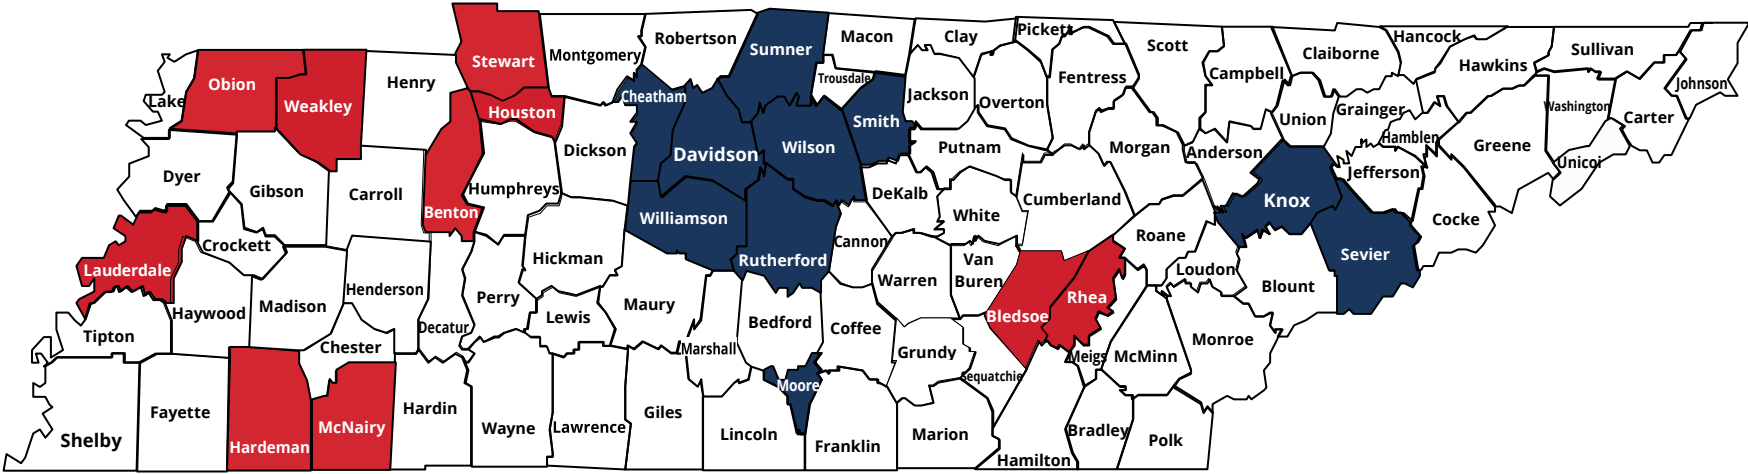 Pickett
Hancock
Robertson
Macon
Clay
Scott
Sumner
Sullivan
Montgomery
Claiborne
Stewart
Hawkins
Henry
Obion
Trousdale
Fentress
Campbell
Johnson
Lake
Weakley
Cheatham
Jackson
Overton
Grainger
Washington
Houston
Smith
Union
Carter
Hamblen
Dickson
Davidson
Wilson
Putnam
Morgan
Anderson
Greene
Unicoi
Dyer
Gibson
Carroll
Humphreys
DeKalb
Jefferson
Benton
Williamson
White
Cumberland
Knox
Cocke
Crockett
Cannon
Roane
Lauderdale
Hickman
Rutherford
Van
Buren
Sevier
Loudon
Haywood
Madison
Henderson
Perry
Maury
Warren
Rhea
Blount
Tipton
Decatur
Lewis
Bedford
Coffee
Bledsoe
Chester
Marshall
Grundy
Meigs
McMinn
Monroe
Moore
Sequatchie
Shelby
Fayette
Hardeman
McNairy
Hardin
Wayne
Lawrence
Giles
Lincoln
Franklin
Marion
Hamilton
Bradley
Polk